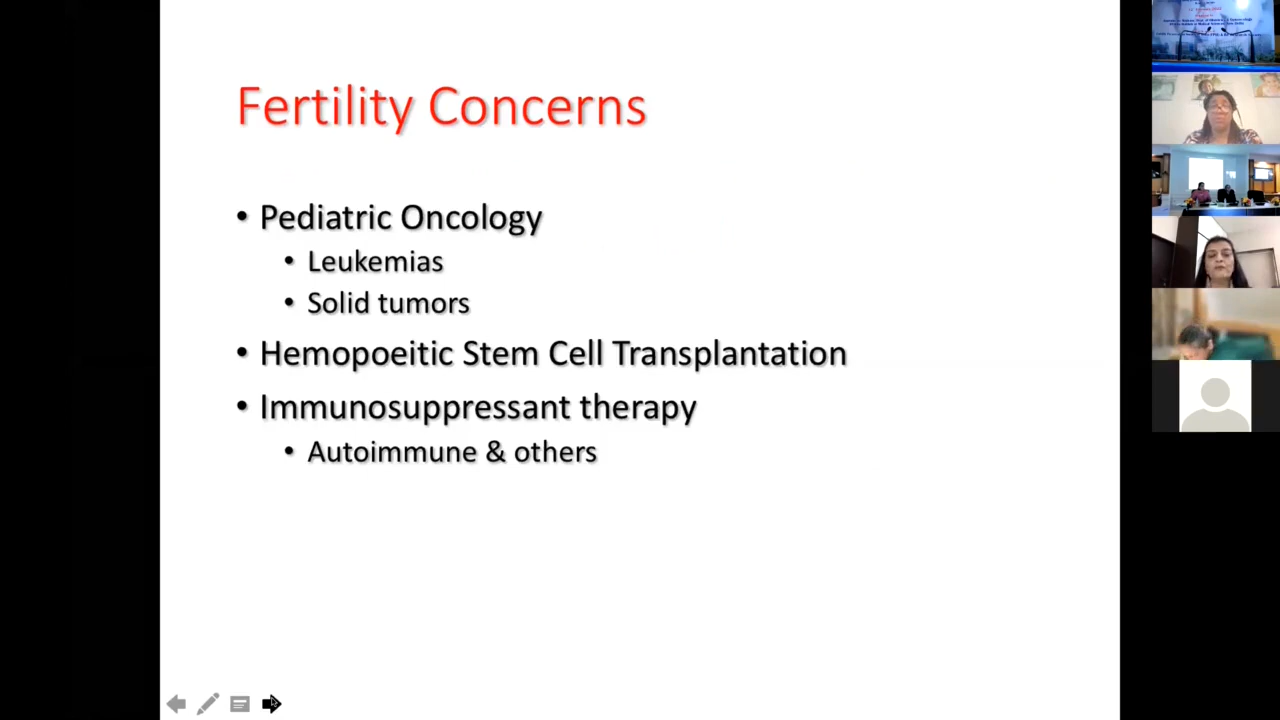 Fertility Concerns
• Pediatric Oncology
• Leukemias
• Solid tumors
• Hemopoeitic Stem Cell Transplantation
• Immunosuppressant therapy
• Autoimmune & others